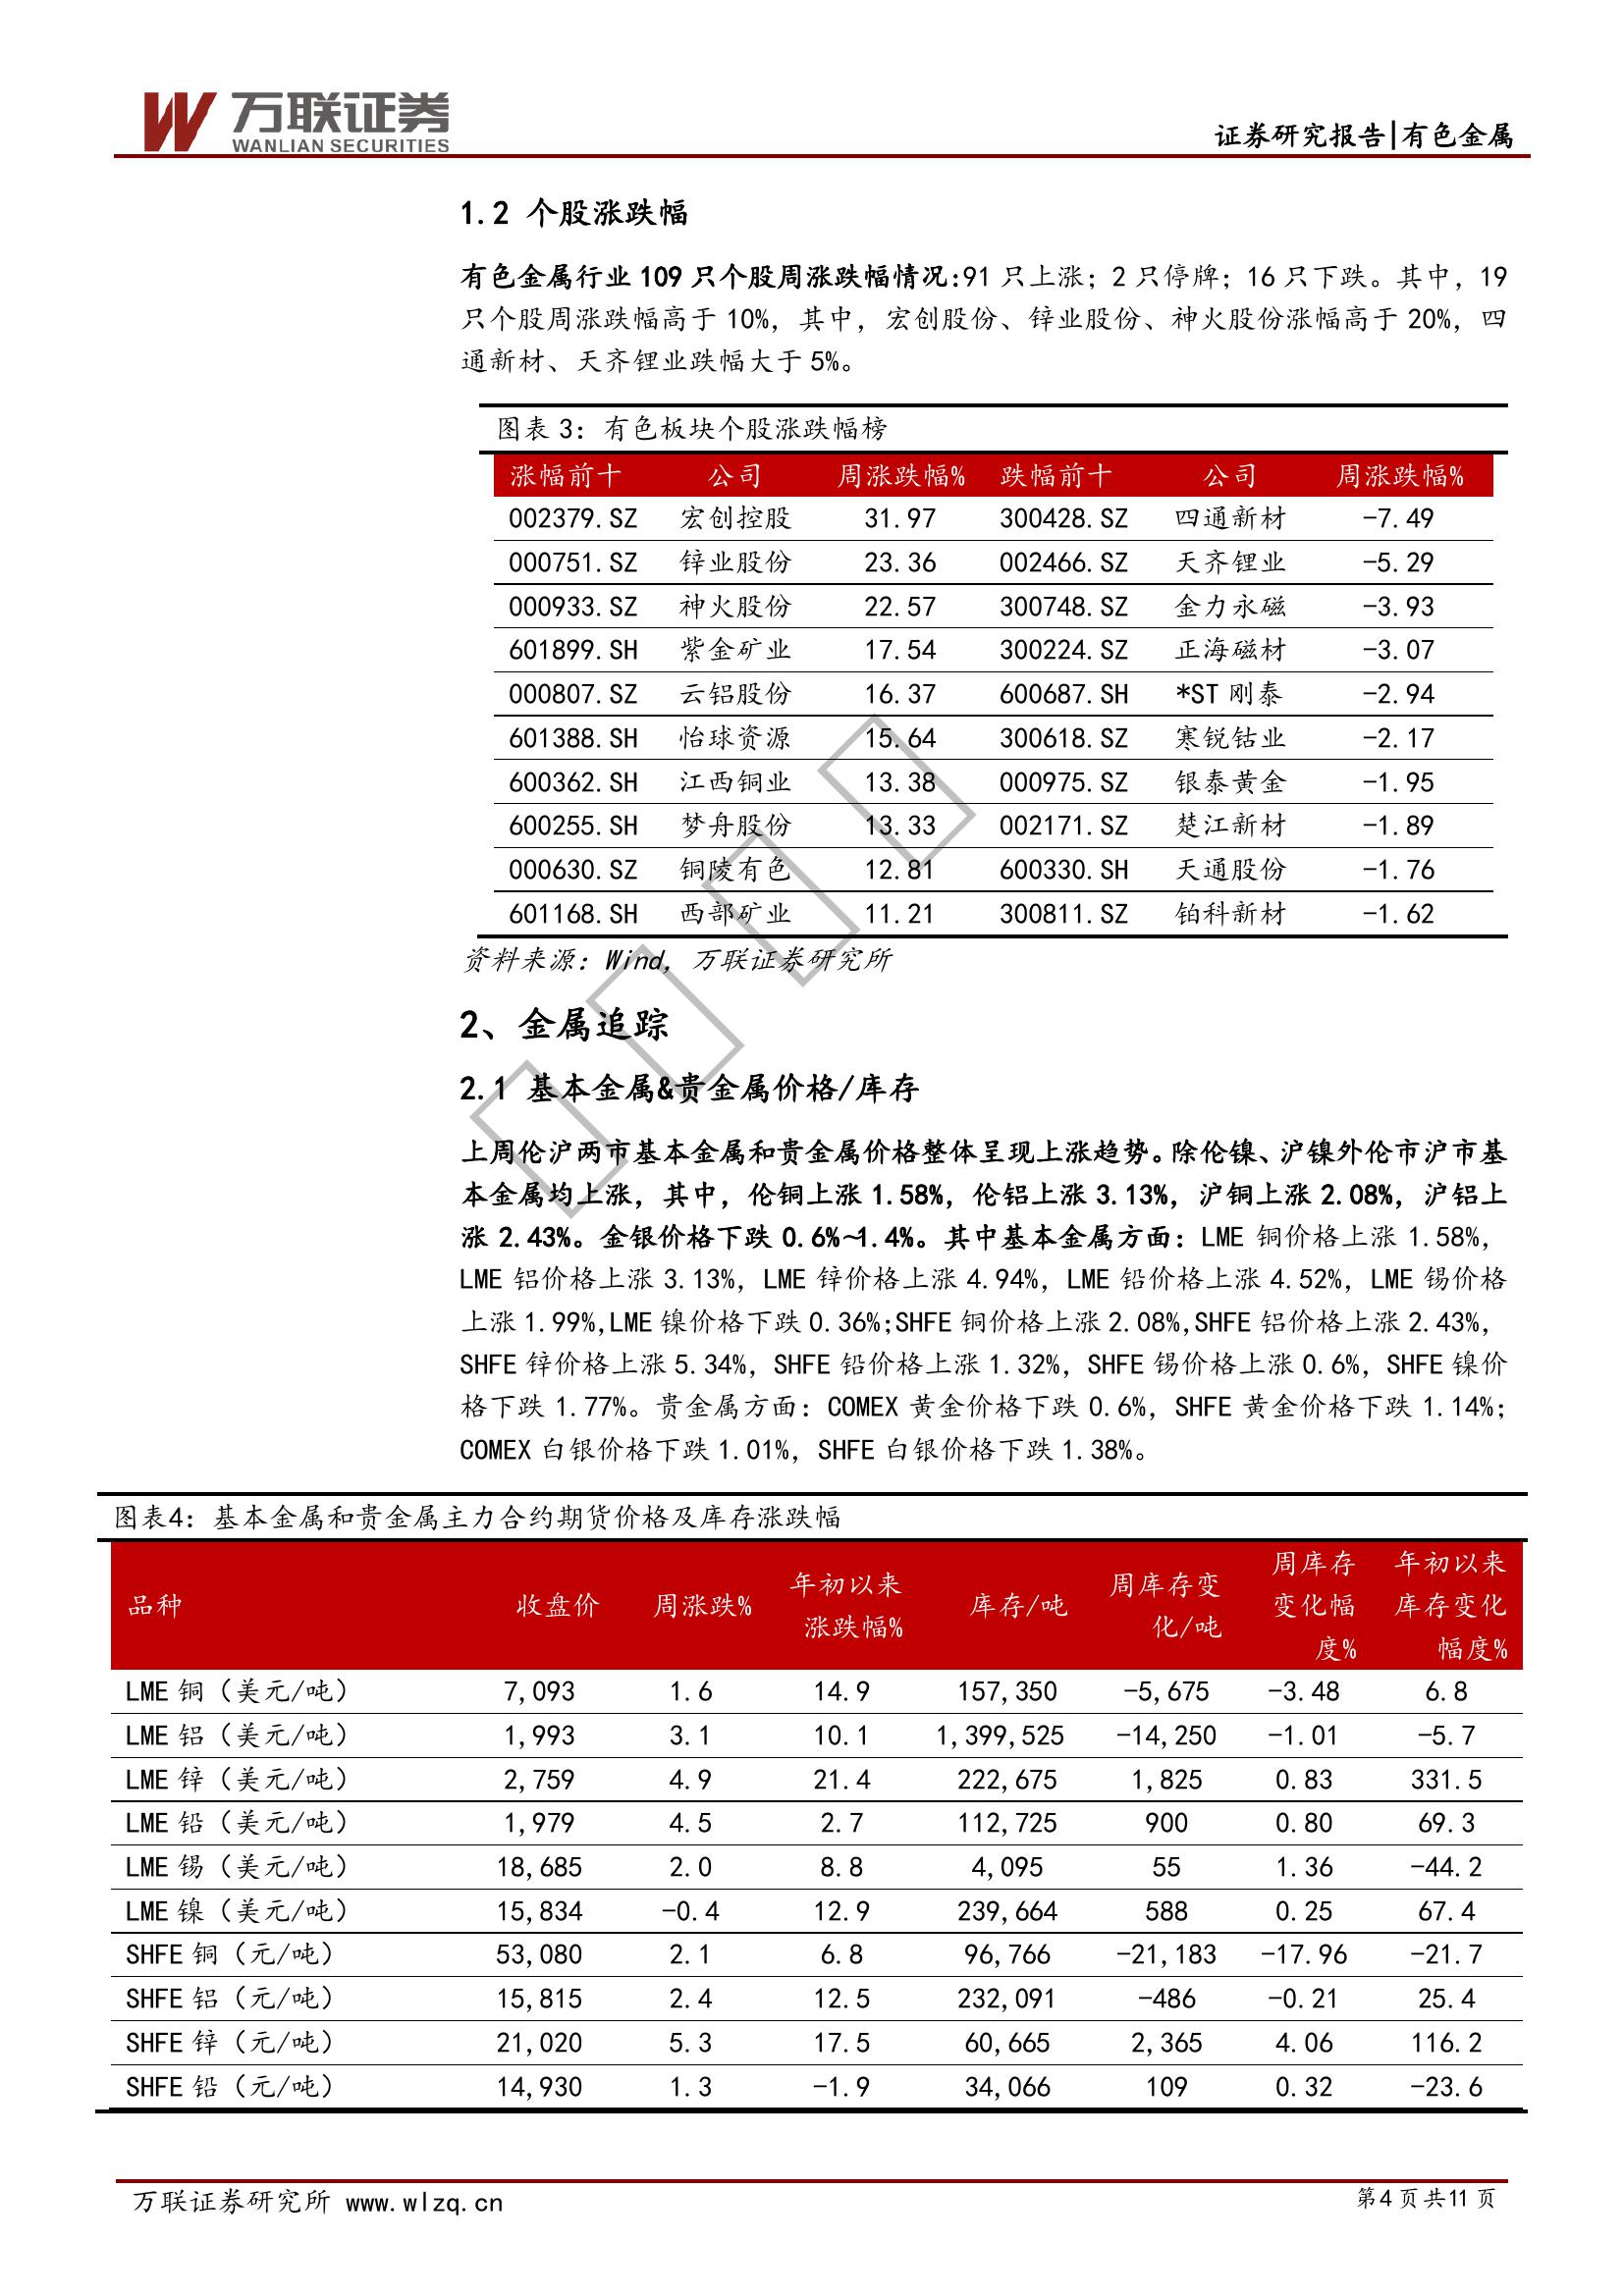 万联证券
WANLIAN SECURITIES
证券研究报告|有色金属
1.2 个股涨跌幅
有色金属行业 109 只个股周涨跌幅情况:91 只上涨；2 只停牌；16 只下跌。其中，19
只个股周涨跌幅高于 10%，其中，宏创股份、锌业股份、神火股份涨幅高于 20%，四
通新材、天齐锂业跌幅大于 5%。
图表 3：有色板块个股涨跌幅榜
涨幅前十 公司 周涨跌幅% 跌幅前十 公司 周涨跌幅%
002379.SZ 宏创控股 31.97 300428.SZ 四通新材 -7.49
000751.SZ 锌业股份 23.36 002466.SZ 天齐锂业 -5.29
000933.SZ 神火股份 22.57 300748.SZ 金力永磁 -3.93
601899.SH 紫金矿业 17.54 300224.SZ 正海磁材 -3.07
000807.SZ 云铝股份 16.37 600687.SH *ST 刚泰 -2.94
601388.SH 怡球资源 15.64 300618.SZ 寒锐钴业 -2.17
600362.SH 江西铜业 13.38 000975.SZ 银泰黄金 -1.95
600255.SH 梦舟股份 13.33 002171.SZ 楚江新材 -1.89
000630.SZ 铜陵有色 12.81 600330.SH 天通股份 -1.76
601168.SH 西部矿业 11.21 300811.SZ 铂科新材 -1.62
资料来源：Wind，万联证券研究所
2、金属追踪
2.1 基本金属&贵金属价格/库存
上周伦沪两市基本金属和贵金属价格整体呈现上涨趋势。除伦镍、沪镍外伦市沪市基
本金属均上涨，其中，伦铜上涨 1.58%，伦铝上涨 3.13%，沪铜上涨 2.08%，沪铝上
涨 2.43%。金银价格下跌 0.6%~1.4%。其中基本金属方面：LME 铜价格上涨 1.58%，
LME 铝价格上涨 3.13%，LME 锌价格上涨 4.94%，LME 铅价格上涨 4.52%，LME 锡价格
上涨 1.99%,LME 镍价格下跌 0.36%;SHFE 铜价格上涨 2.08%,SHFE 铝价格上涨 2.43%，
SHFE 锌价格上涨 5.34%，SHFE 铅价格上涨 1.32%，SHFE 锡价格上涨 0.6%，SHFE 镍价
格下跌 1.77%。贵金属方面：COMEX 黄金价格下跌 0.6%，SHFE 黄金价格下跌 1.14%；
COMEX 白银价格下跌 1.01%，SHFE 白银价格下跌 1.38%。
图表4：基本金属和贵金属主力合约期货价格及库存涨跌幅
品种 收盘价 周涨跌% 年初以来涨跌幅% 库存/吨 周库存变化/吨 周库存变化幅度% 年初以来库存变化幅度%
LME 铜（美元/吨） 7,093 1.6 14.9 157,350 -5,675 -3.48 6.8
LME 铝（美元/吨） 1,993 3.1 10.1 1,399,525 -14,250 -1.01 -5.7
LME 锌（美元/吨） 2,759 4.9 21.4 222,675 1,825 0.83 331.5
LME 铅（美元/吨） 1,979 4.5 2.7 112,725 900 0.80 69.3
LME 锡（美元/吨） 18,685 2.0 8.8 4,095 55 1.36 -44.2
LME 镍（美元/吨） 15,834 -0.4 12.9 239,664 588 0.25 67.4
SHFE 铜（元/吨） 53,080 2.1 6.8 96,766 -21,183 -17.96 -21.7
SHFE 铝（元/吨） 15,815 2.4 12.5 232,091 -486 -0.21 25.4
SHFE 锌（元/吨） 21,020 5.3 17.5 60,665 2,365 4.06 116.2
SHFE 铅（元/吨） 14,930 1.3 -1.9 34,066 109 0.32 -23.6
万联证券研究所 www.wlzq.cn
第4 页共11 页